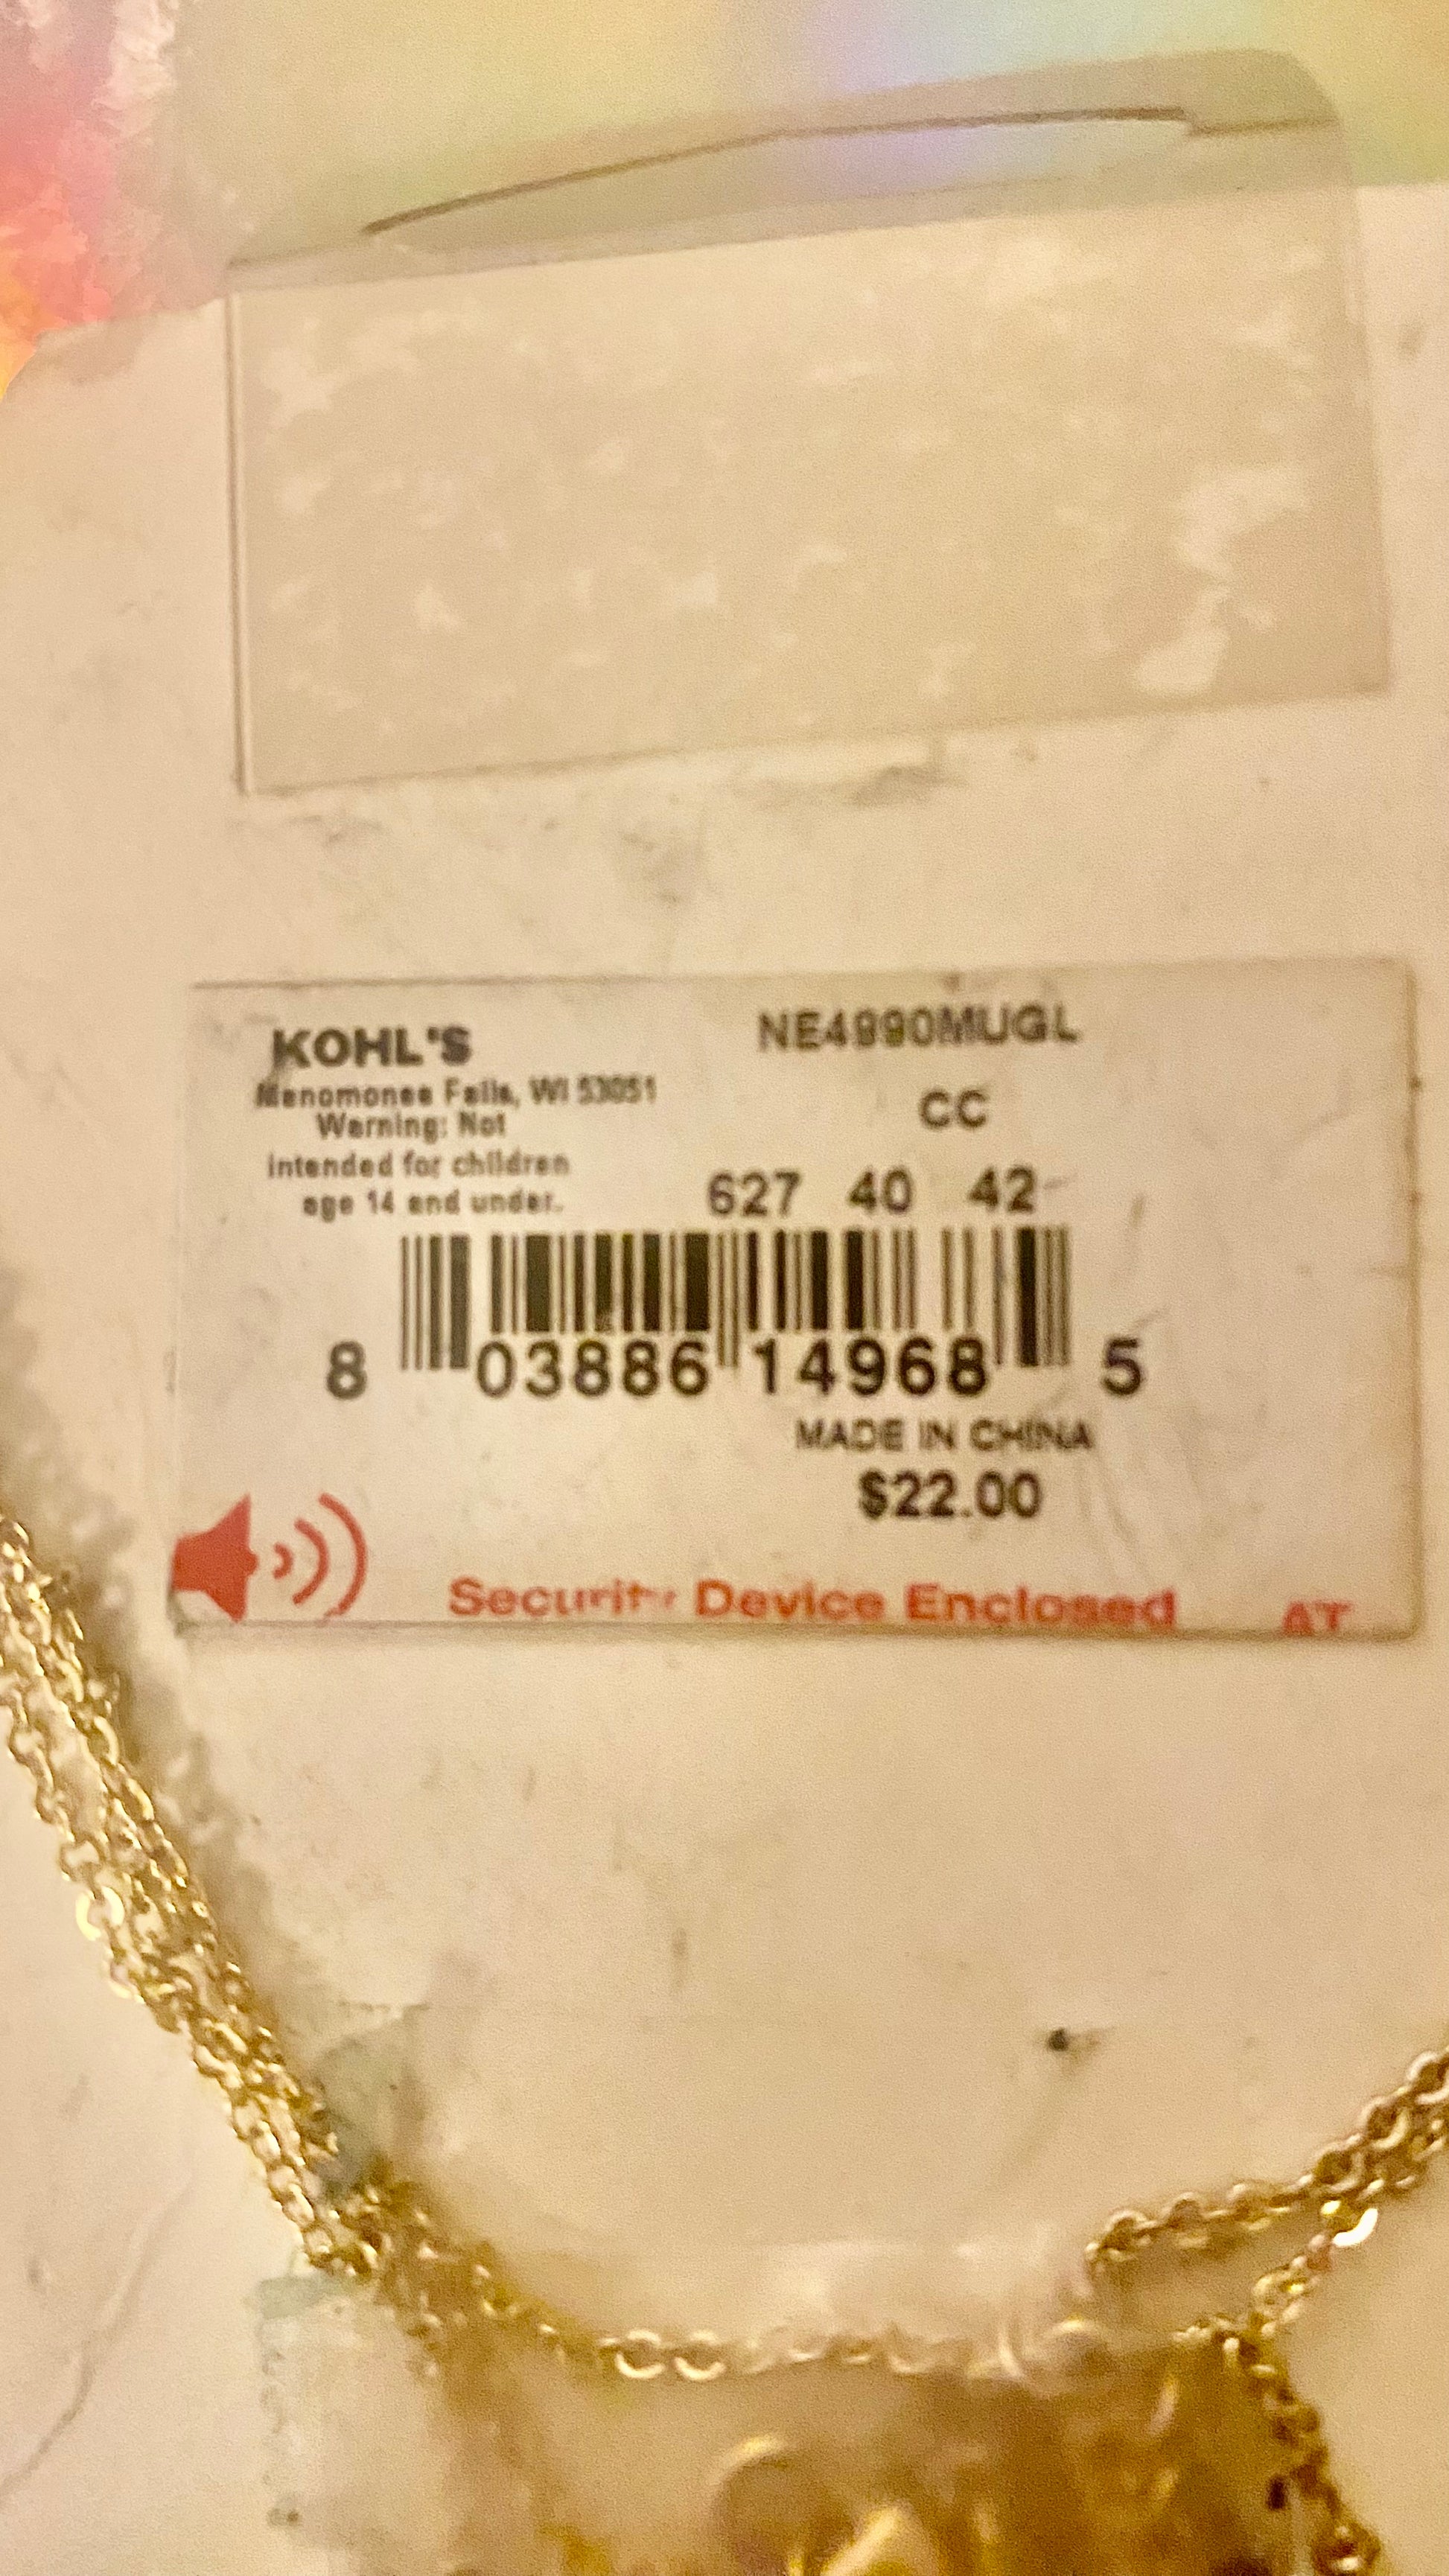 KOHL'S
Menomonee Falls, WI 53051
Warning: Not
intended for children
age 14 and under.
NE4990MUGL
CC
627 40 42
8 03886 14968 5
MADE IN CHINA
$22.00
Security Device Enclosed AT